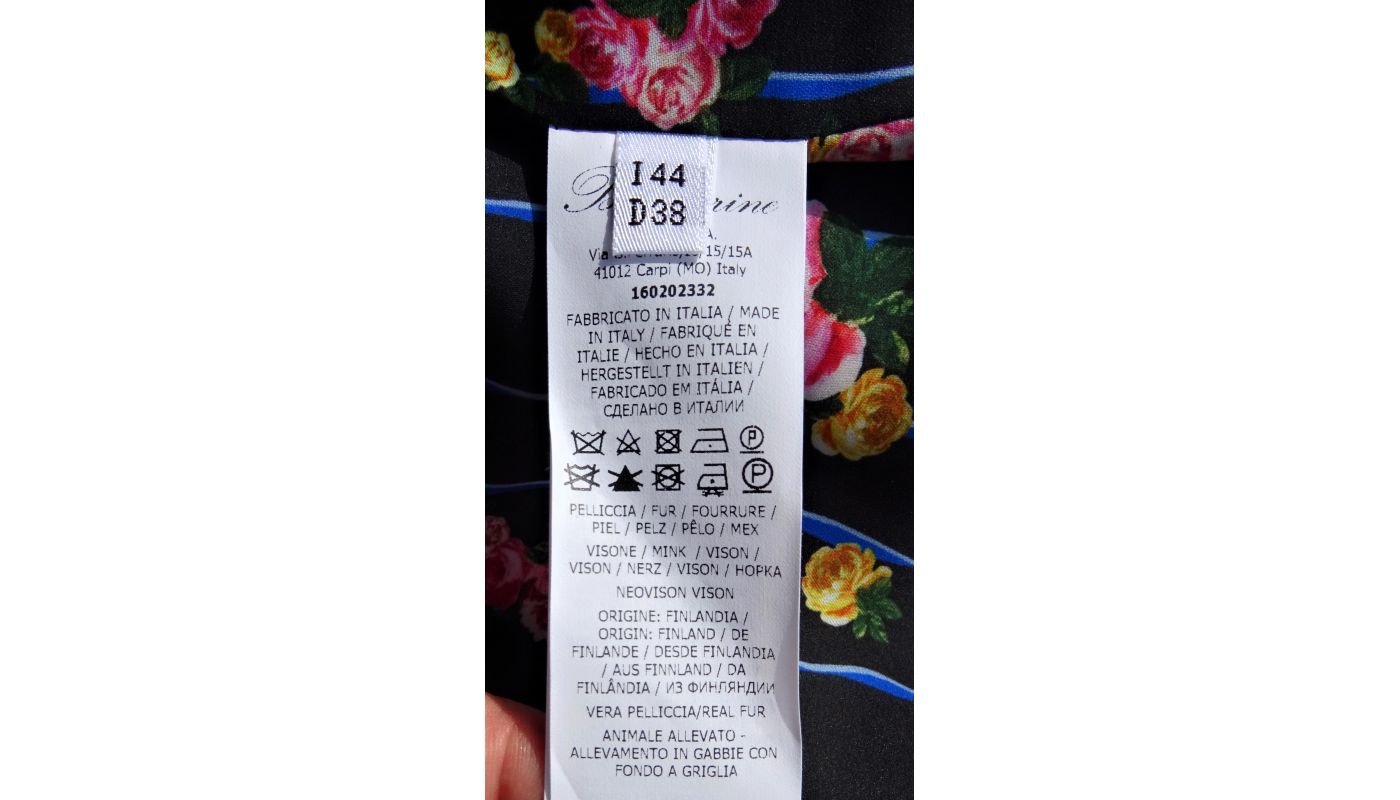 I 44
D38
Via 15/15A
41012 Carpi (MO) Italy
160202332
FABBRICATO IN ITALIA / MADE
IN ITALY / FABRIQUÉ EN
ITALIE / HECHO EN ITALIA /
HERGESTELLT IN ITALIEN /
FABRICADO EM ITÁLIA /
СДЕЛАНО В ИТАЛИИ
P
P
PELLICCIA / FUR / FOURRURE /
PIEL / PELZ / PÊLO / МЕХ
VISONE / MINK / VISON /
VISON / NERZ / VISON / НОРКА
NEOVISON VISON
ORIGINE: FINLANDIA /
ORIGIN: FINLAND / DE
FINLANDE / DESDE FINLANDIA
/ AUS FINNLAND / DA
FINLÂNDIA / ИЗ ФИНЛЯНДИИ
VERA PELLICCIA/REAL FUR
ANIMALE ALLEVATO -
ALLEVAMENTO IN GABBIE CON
FONDO A GRIGLIA